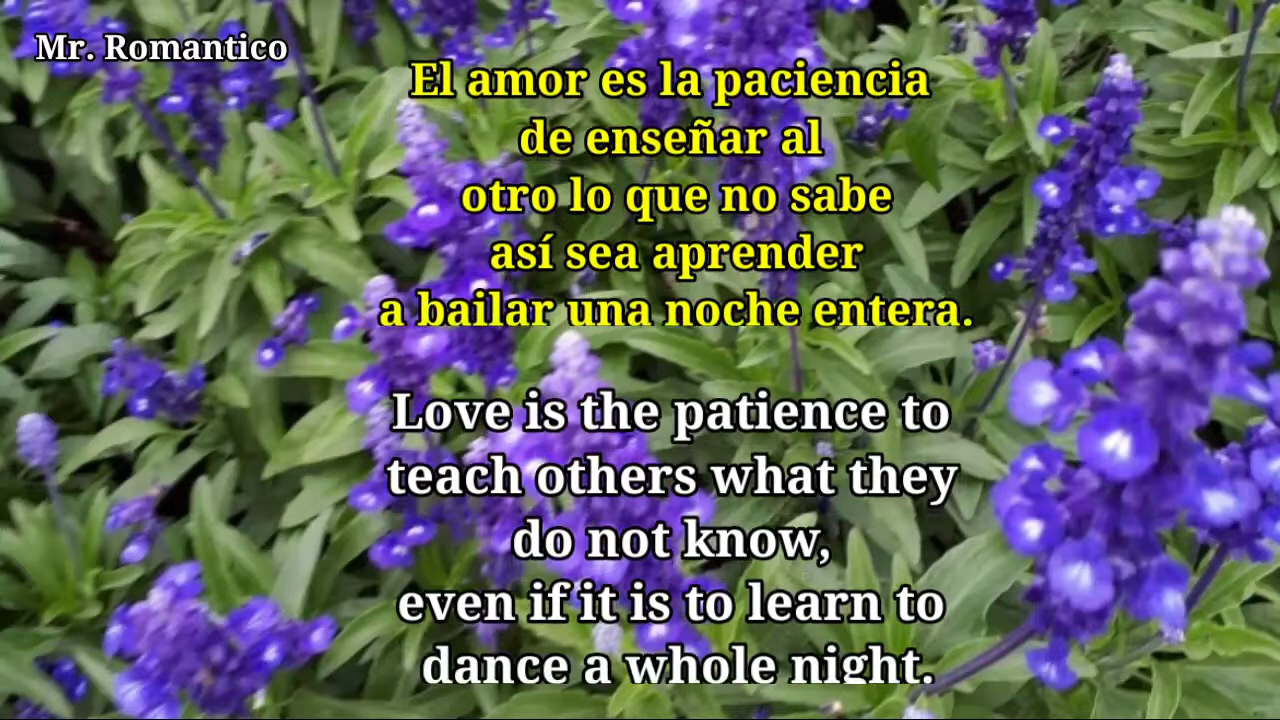 Mr. Romantico
El amor es la paciencia
de enseñar al
otro lo que no sabe
así sea aprender
a bailar una noche entera.
Love is the patience to
teach others what they
do not know,
even if it is to learn to
dance a whole night.